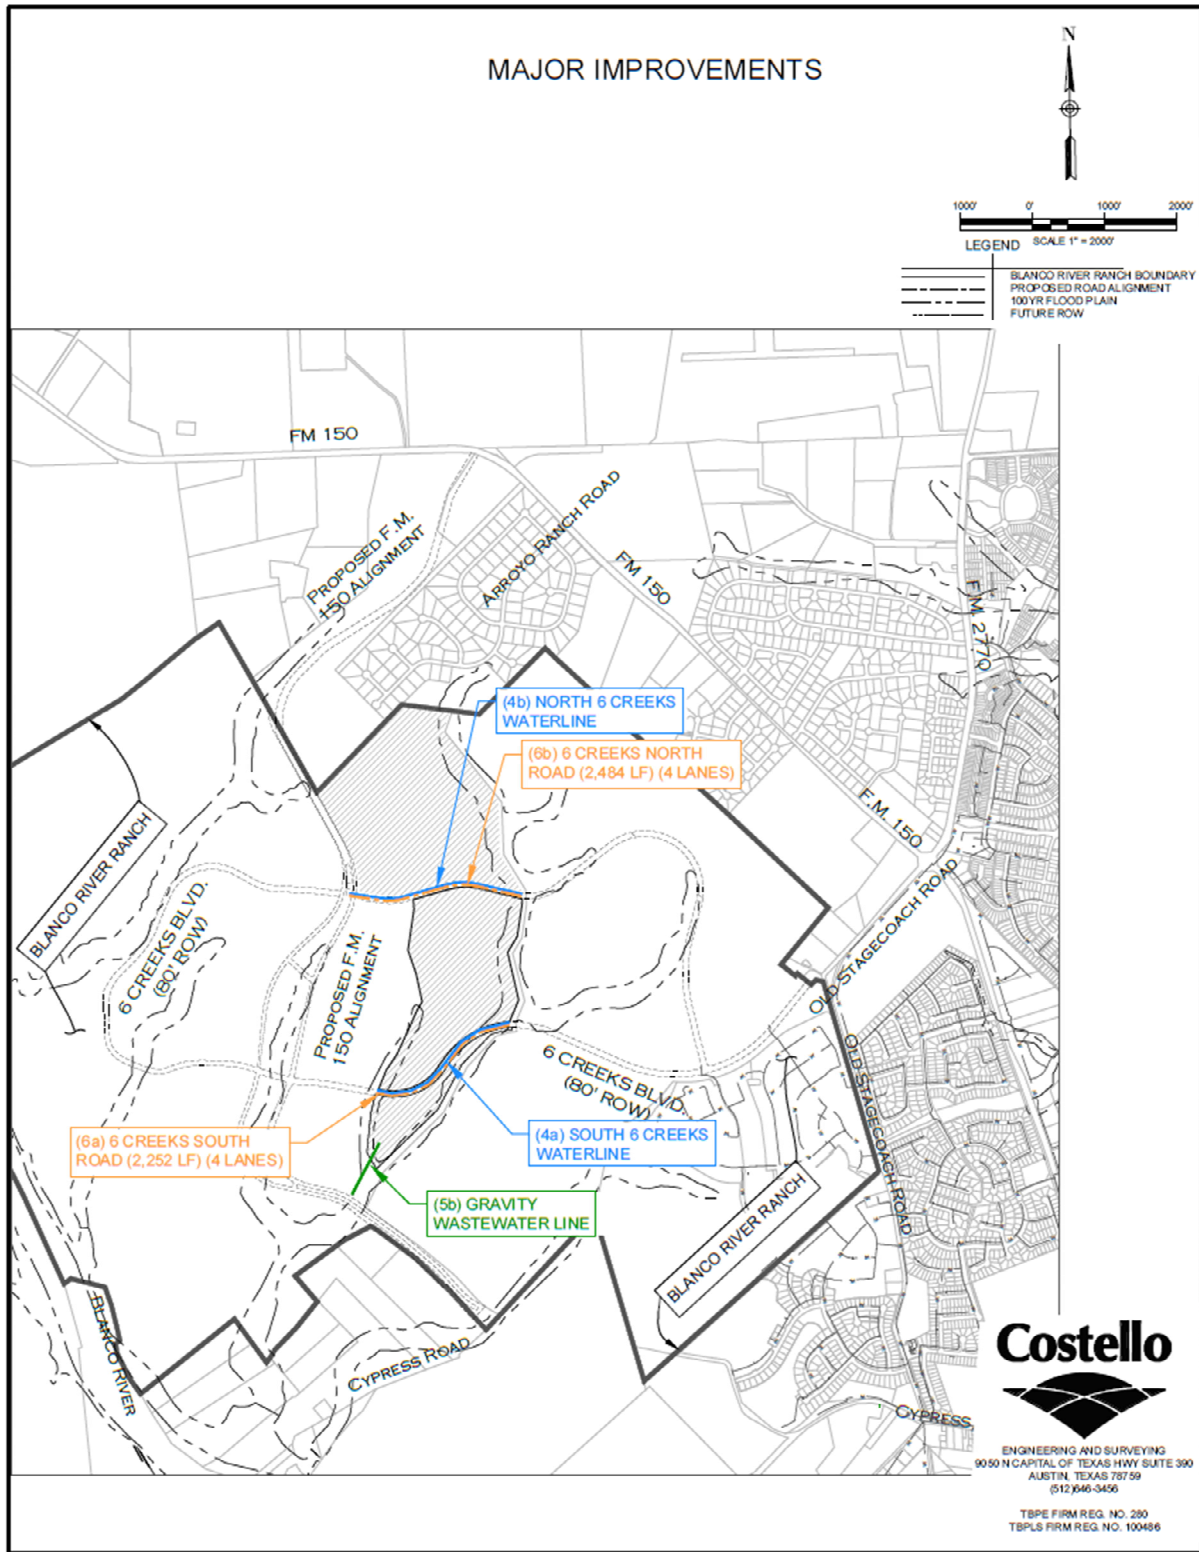 MAJOR IMPROVEMENTS
N
1000' 0' 1000' 2000'
LEGEND SCALE 1" = 2000'
BLANCO RIVER RANCH BOUNDARY
PROPOSED ROAD ALIGNMENT
100YR FLOOD PLAIN
FUTURE ROW
FM 150
PROPOSED F.M.
150 ALIGNMENT
ARROYO RANCH ROAD
FM 150
F.M. 2770
(4b) NORTH 6 CREEKS
WATERLINE
(6b) 6 CREEKS NORTH
ROAD (2,484 LF) (4 LANES)
F.M. 150
BLANCO RIVER RANCH
6 CREEKS BLVD.
(80' ROW)
PROPOSED F.M.
150 ALIGNMENT
OLD STAGECOACH ROAD
OLD STAGECOACH ROAD
6 CREEKS BLVD.
(80' ROW)
(6a) 6 CREEKS SOUTH
ROAD (2,252 LF) (4 LANES)
(4a) SOUTH 6 CREEKS
WATERLINE
(5b) GRAVITY
WASTEWATER LINE
BLANCO RIVER RANCH
BLANCO RIVER
CYPRESS ROAD
CYPRESS
Costello
ENGINEERING AND SURVEYING
9050 N CAPITAL OF TEXAS HWY SUITE 390
AUSTIN, TEXAS 78759
(512)646-3456
TBPE FIRM REG. NO. 280
TBPLS FIRM REG. NO. 100486